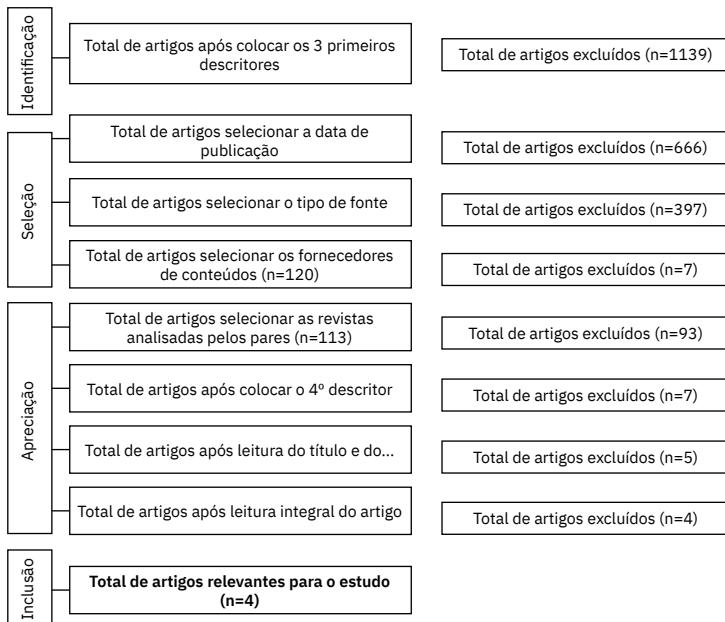 Identificação
Total de artigos após colocar os 3 primeiros
descritores
Total de artigos excluídos (n=1139)
Seleção
Total de artigos selecionar a data de
publicação
Total de artigos excluídos (n=666)
Total de artigos selecionar o tipo de fonte
Total de artigos excluídos (n=397)
Total de artigos selecionar os fornecedores
de conteúdos (n=120)
Total de artigos excluídos (n=7)
Apreciação
Total de artigos selecionar as revistas
analisadas pelos pares (n=113)
Total de artigos excluídos (n=93)
Total de artigos após colocar o 4º descritor
Total de artigos excluídos (n=7)
Total de artigos após leitura do título e do...
Total de artigos excluídos (n=5)
Total de artigos após leitura integral do artigo
Total de artigos excluídos (n=4)
Inclusão
Total de artigos relevantes para o estudo
(n=4)